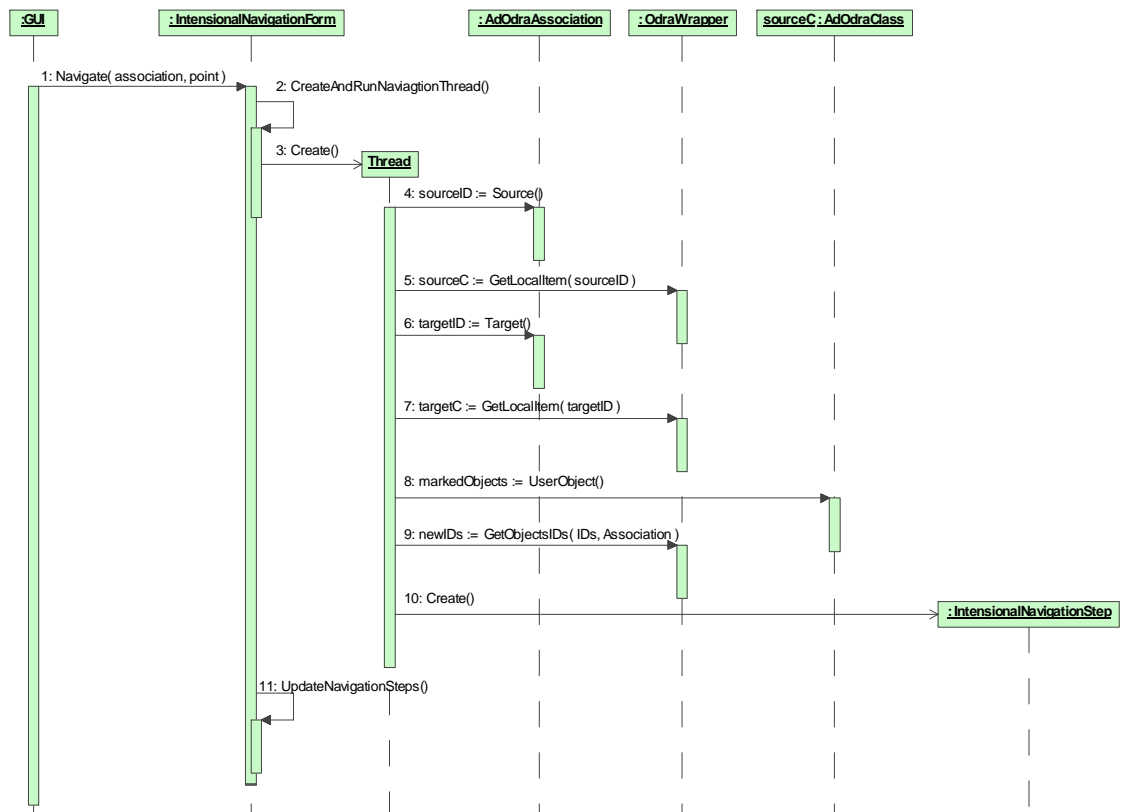 :GUI
: IntensionalNavigationForm
: AdOdraAssociation
: OdraWrapper
sourceC : AdOdraClass
1: Navigate( association, point )
2: CreateAndRunNaviagtionThread()
3: Create()
Thread
4: sourceID := Source()
5: sourceC := GetLocalItem( sourceID )
6: targetID := Target()
7: targetC := GetLocalItem( targetID )
8: markedObjects := UserObject()
9: newIDs := GetObjectsIDs( IDs, Association )
10: Create()
: IntensionalNavigationStep
11: UpdateNavigationSteps()